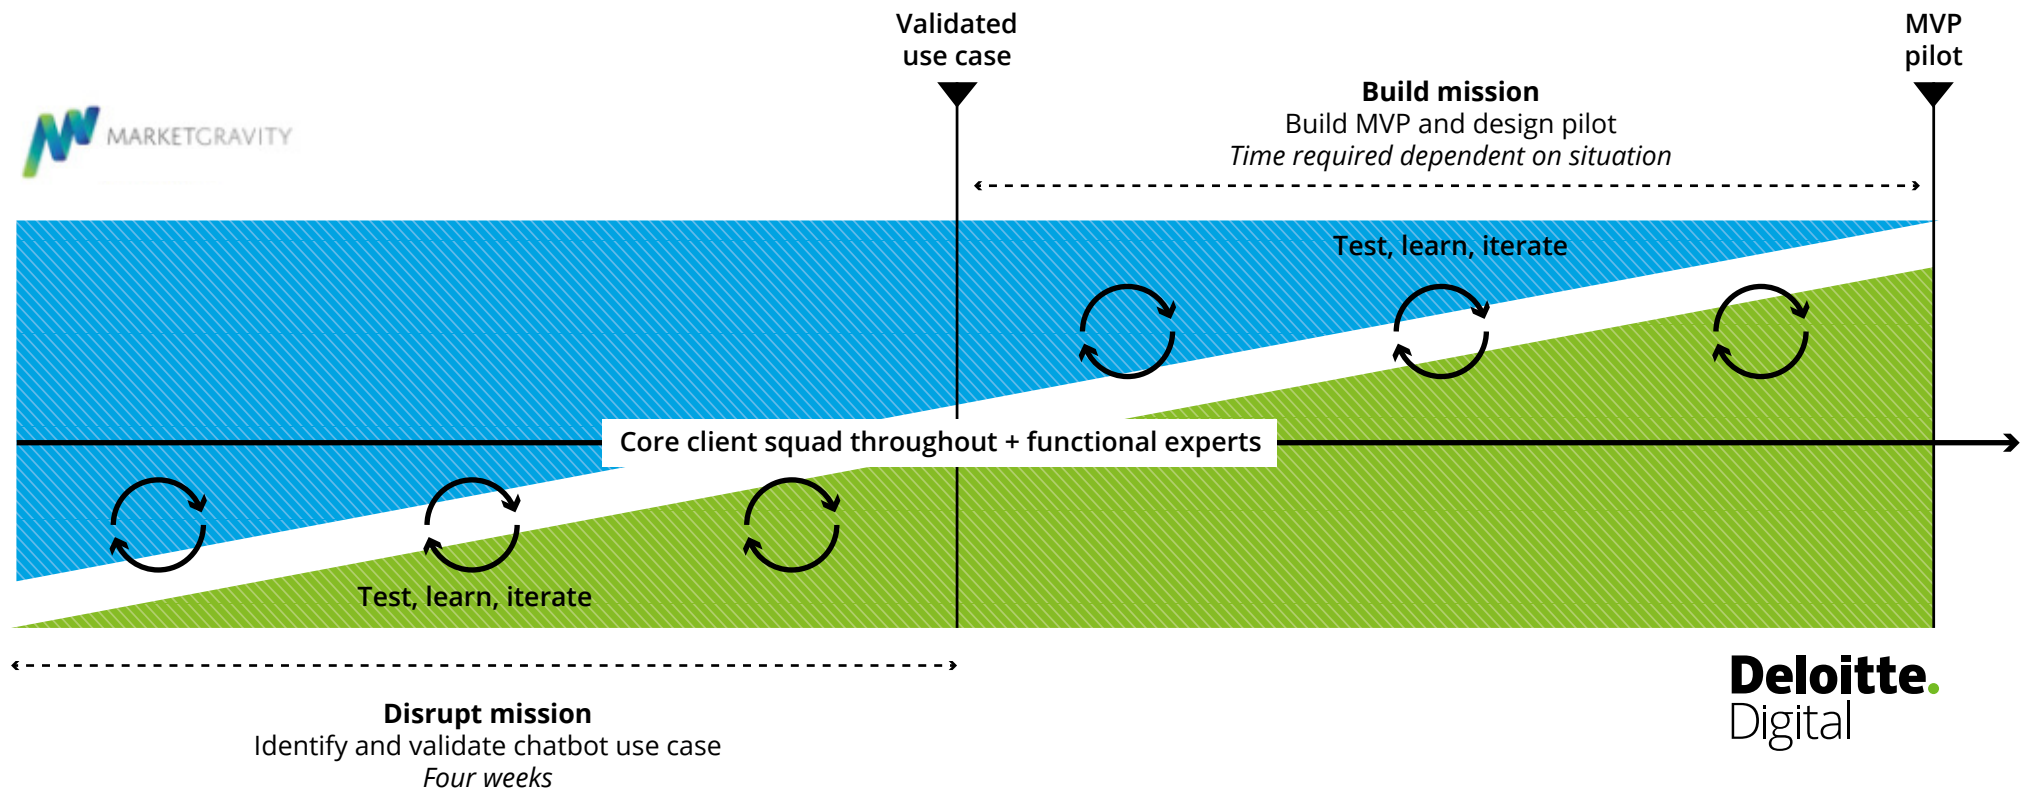 Validated
use case
MVP
pilot
MARKETGRAVITY
Build mission
Build MVP and design pilot
Time required dependent on situation
Test, learn, iterate
Core client squad throughout + functional experts
Test, learn, iterate
Disrupt mission
Identify and validate chatbot use case
Four weeks
Deloitte.
Digital